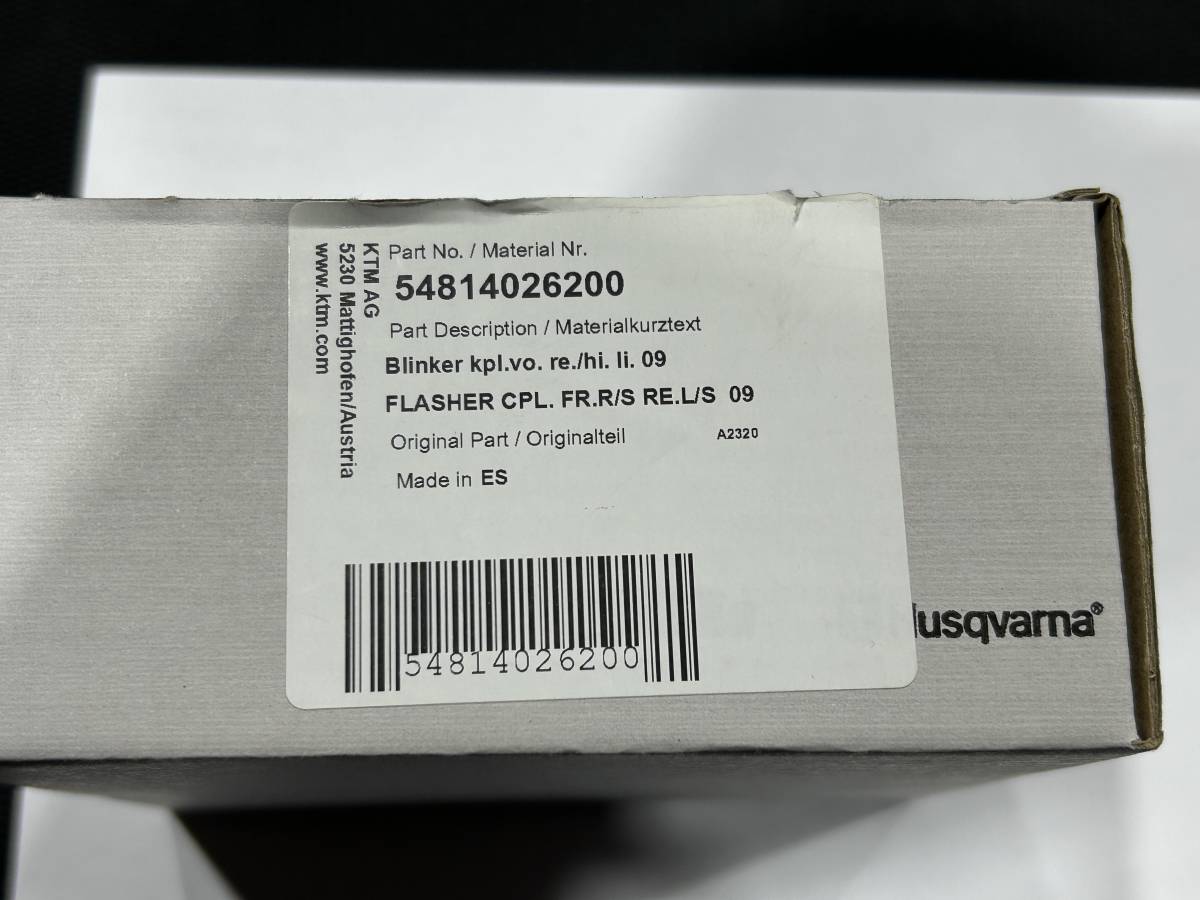 KTM AG
5230 Mattighofen/Austria
www.ktm.com
Part No. / Material Nr.
54814026200
Part Description / Materialkurztext
Blinker kpl.vo. re./hi. li. 09
FLASHER CPL. FR.R/S RE.L/S 09
Original Part / Originalteil A2320
Made in ES
54814026200
usqvarna®